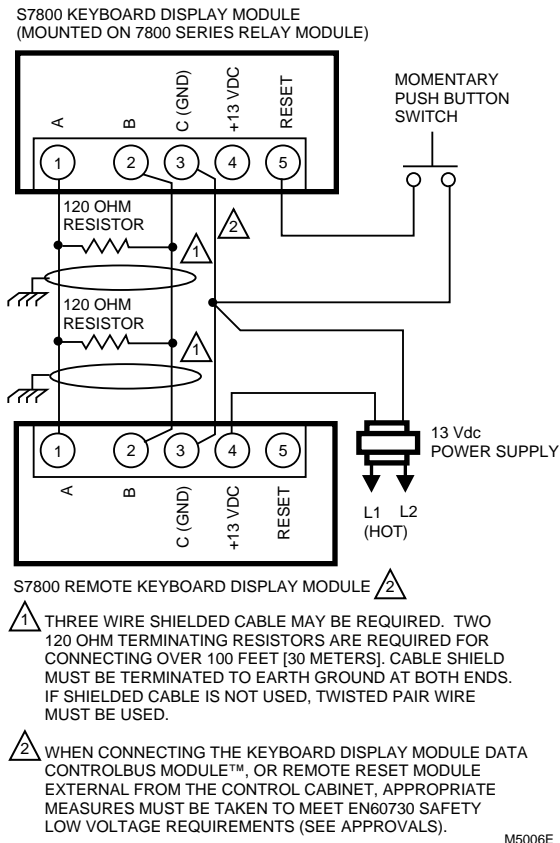 S7800 KEYBOARD DISPLAY MODULE
(MOUNTED ON 7800 SERIES RELAY MODULE)
MOMENTARY
PUSH BUTTON
SWITCH
A
B
C (GND)
+13 VDC
RESET
1
2
3
4
5
120 OHM
RESISTOR
1
2
120 OHM
RESISTOR
1
1
2
3
4
5
A
B
C (GND)
+13 VDC
RESET
13 Vdc
POWER SUPPLY
L1
(HOT)
L2
S7800 REMOTE KEYBOARD DISPLAY MODULE 2
1 THREE WIRE SHIELDED CABLE MAY BE REQUIRED. TWO
120 OHM TERMINATING RESISTORS ARE REQUIRED FOR
CONNECTING OVER 100 FEET [30 METERS]. CABLE SHIELD
MUST BE TERMINATED TO EARTH GROUND AT BOTH ENDS.
IF SHIELDED CABLE IS NOT USED, TWISTED PAIR WIRE
MUST BE USED.
2 WHEN CONNECTING THE KEYBOARD DISPLAY MODULE DATA
CONTROLBUS MODULE™, OR REMOTE RESET MODULE
EXTERNAL FROM THE CONTROL CABINET, APPROPRIATE
MEASURES MUST BE TAKEN TO MEET EN60730 SAFETY
LOW VOLTAGE REQUIREMENTS (SEE APPROVALS).
M5006E